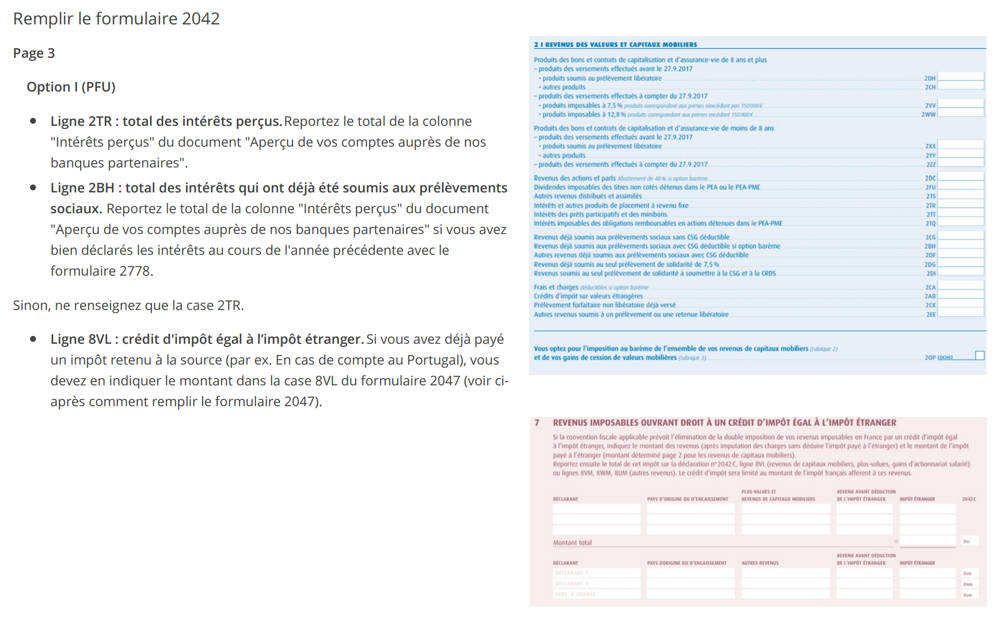 Remplir le formulaire 2042
Page 3
Option I (PFU)
Ligne 2TR : total des intérêts perçus. Reportez le total de la colonne
"Intérêts perçus" du document "Aperçu de vos comptes auprès de nos
banques partenaires".
Ligne 2BH : total des intérêts qui ont déjà été soumis aux prélèvements
sociaux. Reportez le total de la colonne "Intérêts perçus" du document
"Aperçu de vos comptes auprès de nos banques partenaires" si vous avez
bien déclarés les intérêts au cours de l'année précédente avec le
formulaire 2778.
Sinon, ne renseignez que la case 2TR.
Ligne 8VL : crédit d'impôt égal à l’impôt étranger. Si vous avez déjà payé
un impôt retenu à la source (par ex. En cas de compte au Portugal), vous
devez en indiquer le montant dans la case 8VL du formulaire 2047 (voir ci-
après comment remplir le formulaire 2047).
2 I REVENUS DES VALEURS ET CAPITAUX MOBILIERS
Produits des bons et contrats de capitalisation et d’assurance-vie de 8 ans et plus
– produits des versements effectués avant le 27.9.2017
• produits soumis au prélèvement libératoire 2DH
• autres produits 2CH
– produits des versements effectués à compter du 27.9.2017
• produits imposables à 7,5 % produits correspondant aux primes n’excédant pas 150 000 € 2VV
• produits imposables à 12,8 % produits correspondant aux primes excédant 150 000 € 2WW
Produits des bons et contrats de capitalisation et d’assurance-vie de moins de 8 ans
– produits des versements effectués avant le 27.9.2017
• produits soumis au prélèvement libératoire 2XX
• autres produits 2YY
– produits des versements effectués à compter du 27.9.2017 2ZZ
Revenus des actions et parts Abattement de 40 % si option barème 2DC
Dividendes imposables des titres non cotés détenus dans le PEA ou le PEA-PME 2FU
Autres revenus distribués et assimilés 2TS
Intérêts et autres produits de placement à revenu fixe 2TR
Intérêts des prêts participatifs et des minibons 2TT
Intérêts imposables des obligations remboursables en actions détenues dans le PEA-PME 2TQ
Revenus déjà soumis aux prélèvements sociaux sans CSG déductible 2CG
Revenus déjà soumis aux prélèvements sociaux avec CSG déductible si option barème 2BH
Autres revenus déjà soumis aux prélèvements sociaux avec CSG déductible 2DF
Revenus déjà soumis au seul prélèvement de solidarité de 7,5 % 2DG
Revenus soumis au seul prélèvement de solidarité à soumettre à la CSG et à la CRDS 2DI
Frais et charges déductibles si option barème 2CA
Crédits d’impôt sur valeurs étrangères 2AB
Prélèvement forfaitaire non libératoire déjà versé 2CK
Autres revenus soumis à un prélèvement ou une retenue libératoire 2EE
Vous optez pour l’imposition au barème de l’ensemble de vos revenus de capitaux mobiliers (rubrique 2)
et de vos gains de cession de valeurs mobilières (rubrique 3) 2OP COCHEZ
7 REVENUS IMPOSABLES OUVRANT DROIT À UN CRÉDIT D’IMPÔT ÉGAL À L’IMPÔT ÉTRANGER
Si la convention fiscale applicable prévoit l’élimination de la double imposition de vos revenus imposables en France par un crédit d’impôt égal
à l’impôt étranger, indiquez le montant des revenus (après imputation des charges sans déduire l’impôt payé à l’étranger) et le montant de l’impôt
payé à l’étranger (montant déterminé page 2 pour les revenus de capitaux mobiliers).
Reportez ensuite le total de cet impôt sur la déclaration n° 2042 C, ligne 8VL (revenus de capitaux mobiliers, plus-values, gains d’actionnariat salarié)
ou lignes 8VM, 8WM, 8UM (autres revenus). Le crédit d’impôt sera limité au montant de l’impôt français afférent à ces revenus.
PLUS-VALUES ET REVENU AVANT DÉDUCTION
DÉCLARANT PAYS D’ORIGINE OU D’ENCAISSEMENT REVENUS DE CAPITAUX MOBILIERS DE L’IMPÔT ÉTRANGER IMPÔT ÉTRANGER 2042 C
Montant total = 8VL
REVENU AVANT DÉDUCTION
DÉCLARANT PAYS DORIGINE OU D’ENCAISSEMENT AUTRES REVENUS DE L’IMPÔT ÉTRANGER IMPÔT ÉTRANGER
DÉCLARANT 1 8VM
DÉCLARANT 2 8WM
PERS. À CHARGE 8UM